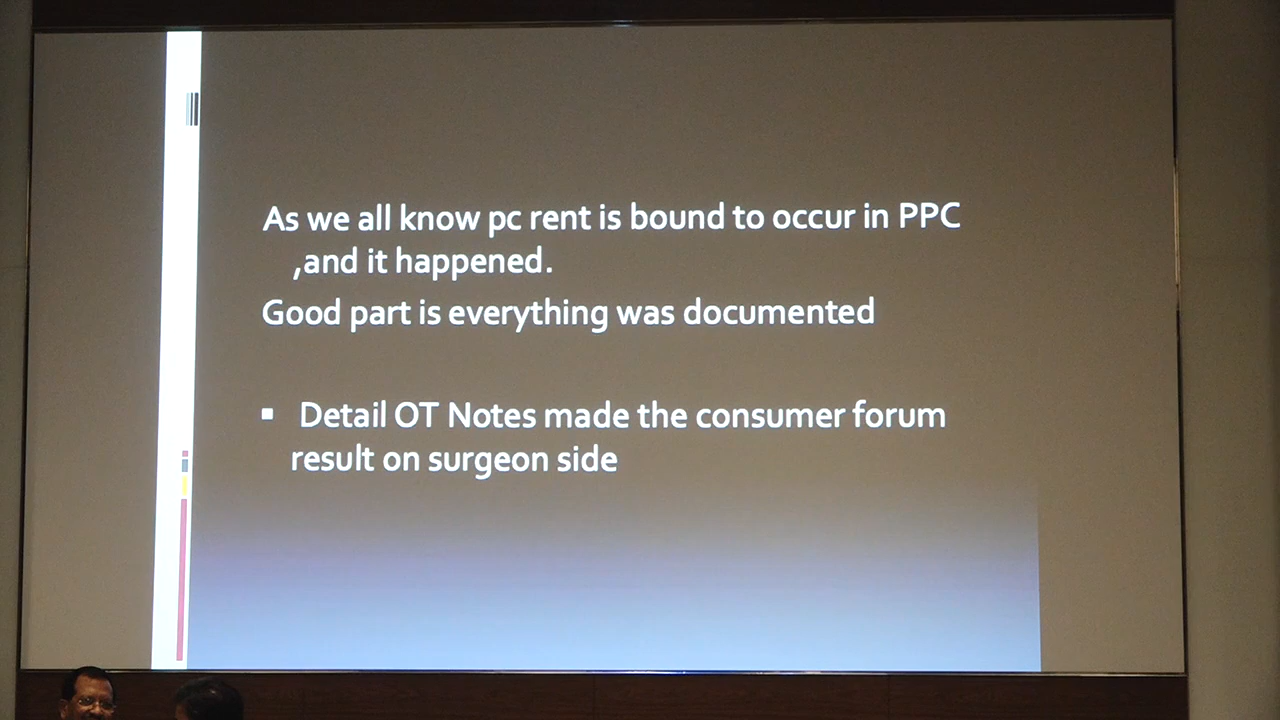 As we all know pc rent is bound to occur in PPC
,and it happened.
Good part is everything was documented
▪ Detail OT Notes made the consumer forum
result on surgeon side